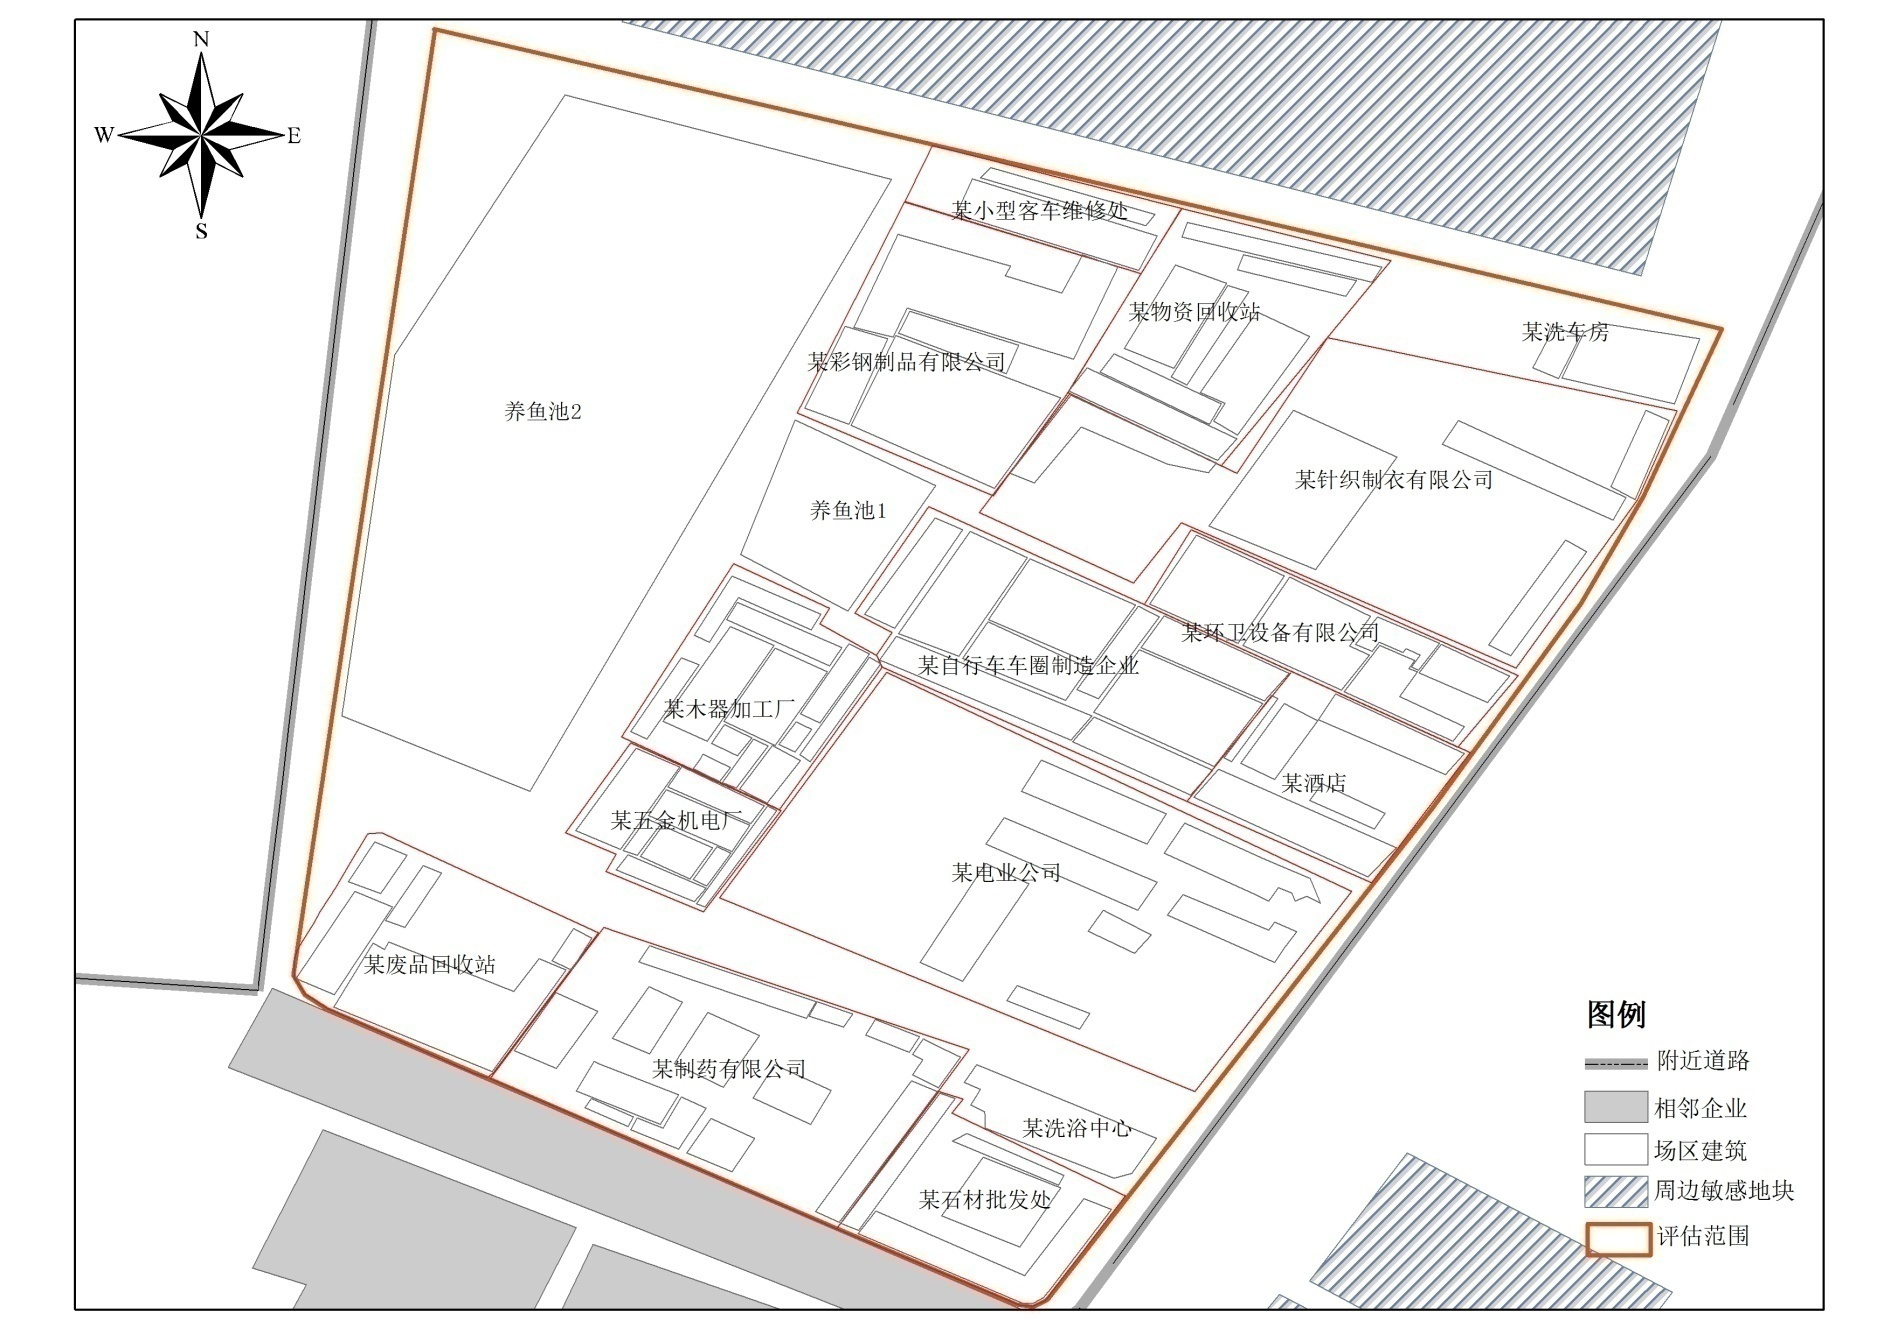 N
W
E
S
某小型客车维修处
某物资回收站
某洗车房
某彩钢制品有限公司
养鱼池2
某针织制衣有限公司
养鱼池1
某环卫设备有限公司
某自行车车圈制造企业
某木器加工厂
某酒店
某五金机电厂
某电业公司
某废品回收站
某制药有限公司
某洗浴中心
某石材批发处
图例
附近道路
相邻企业
场区建筑
周边敏感地块
评估范围